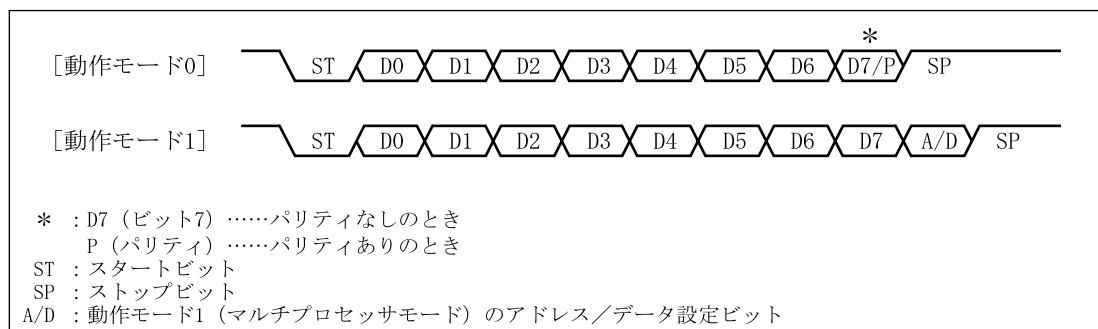 *
[動作モード0] ST D0 D1 D2 D3 D4 D5 D6 D7/P SP
[動作モード1] ST D0 D1 D2 D3 D4 D5 D6 D7 A/D SP
* :D7(ビット7)……パリティなしのとき
P(パリティ)……パリティありのとき
ST :スタートビット
SP :ストップビット
A/D :動作モード1(マルチプロセッサモード)のアドレス/データ設定ビット